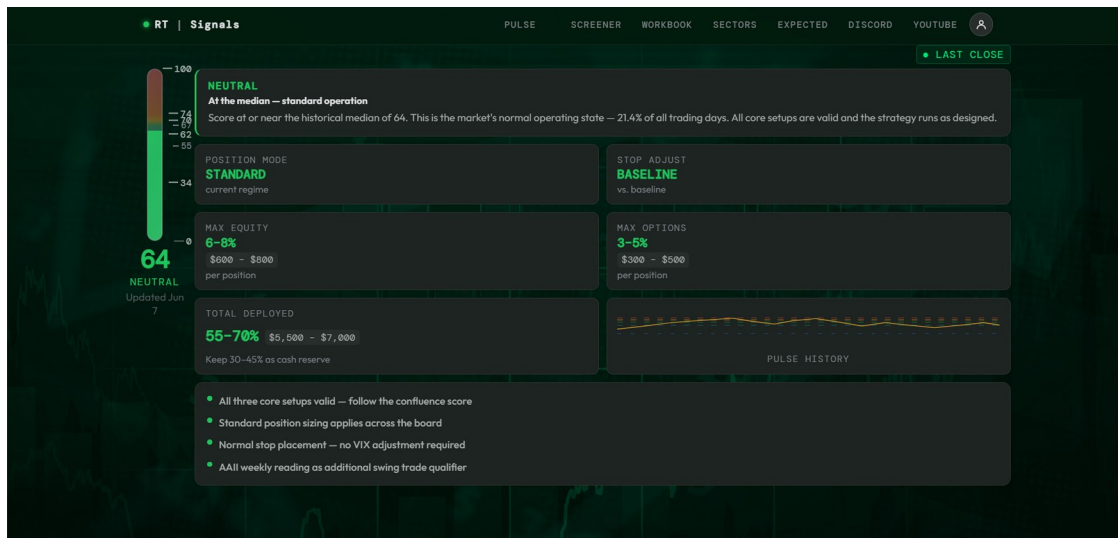 RT | Signals
PULSE SCREENER WORKBOOK SECTORS EXPECTED DISCORD YOUTUBE
LAST CLOSE
100
74
70
67
62
55
34
0
64
NEUTRAL
Updated Jun
7
NEUTRAL
At the median — standard operation
Score at or near the historical median of 64. This is the market's normal operating state — 21.4% of all trading days. All core setups are valid and the strategy runs as designed.
POSITION MODE
STANDARD
current regime
STOP ADJUST
BASELINE
vs. baseline
MAX EQUITY
6-8%
$600 - $800
per position
MAX OPTIONS
3-5%
$300 - $500
per position
TOTAL DEPLOYED
55-70% $5,500 - $7,000
Keep 30–45% as cash reserve
PULSE HISTORY
All three core setups valid — follow the confluence score
Standard position sizing applies across the board
Normal stop placement — no VIX adjustment required
AAII weekly reading as additional swing trade qualifier